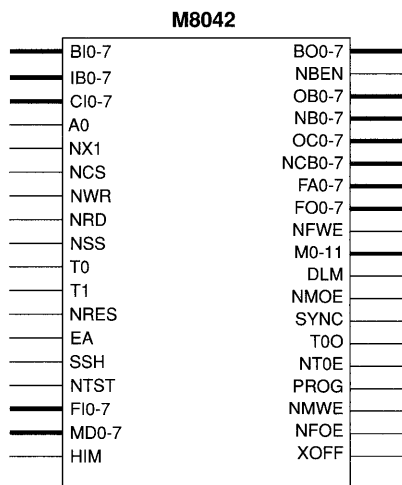 M8042
BI0-7
IB0-7
CI0-7
A0
NX1
NCS
NWR
NRD
NSS
T0
T1
NRES
EA
SSH
NTST
FI0-7
MD0-7
HIM
BO0-7
NBEN
OB0-7
NB0-7
OC0-7
NCB0-7
FA0-7
FO0-7
NFWE
M0-11
DLM
NMOE
SYNC
T0O
NT0E
PROG
NMWE
NFOE
XOFF